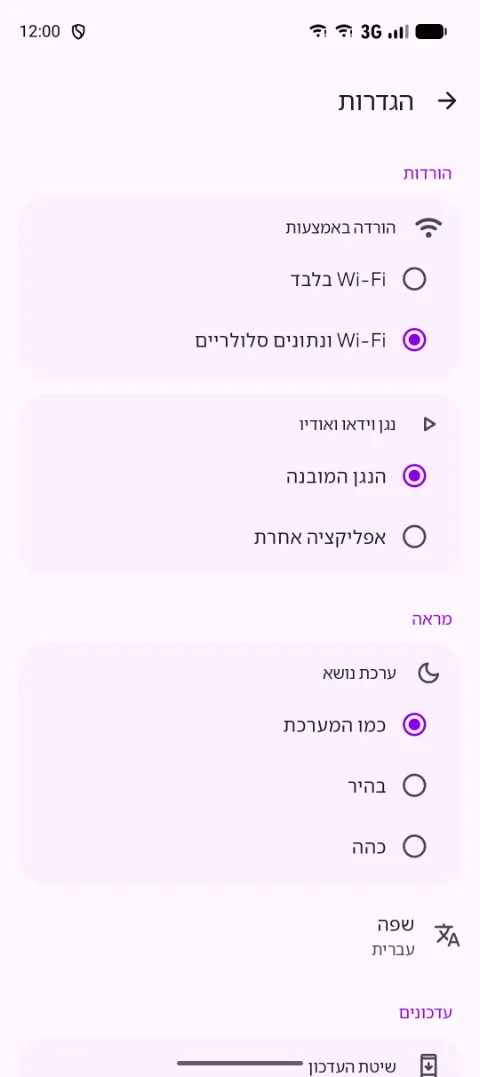 12:00
3G
הגדרות
הורדות
הורדה באמצעות
Wi-Fi בלבד
Wi-Fi ונתונים סלולריים
נגן וידאו ואודיו
הנגן המובנה
אפליקציה אחרת
מראה
ערכת נושא
כמו המערכת
בהיר
כהה
שפה
עברית
עדכונים
שיטת העדכון